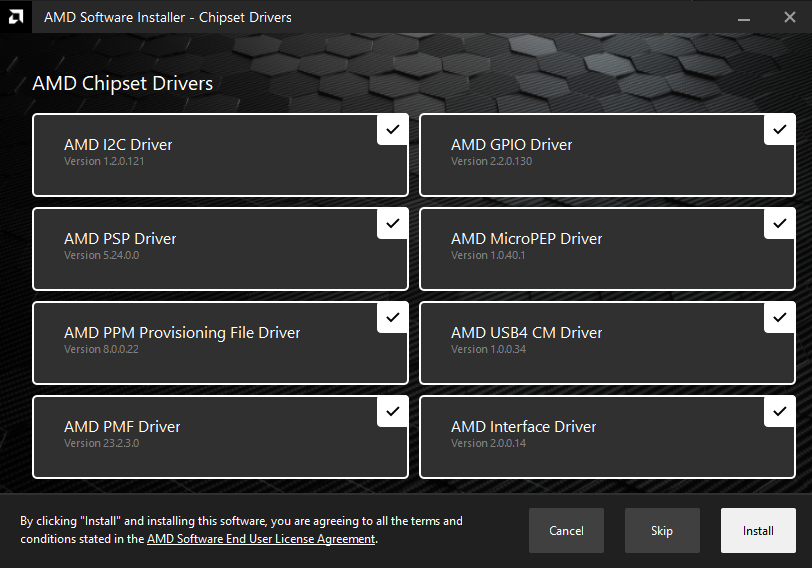 AMD Software Installer - Chipset Drivers
AMD Chipset Drivers
AMD I2C Driver
Version 1.2.0.121
AMD GPIO Driver
Version 2.2.0.130
AMD PSP Driver
Version 5.24.0.0
AMD MicroPEP Driver
Version 1.0.40.1
AMD PPM Provisioning File Driver
Version 8.0.0.22
AMD USB4 CM Driver
Version 1.0.0.34
AMD PMF Driver
Version 23.2.3.0
AMD Interface Driver
Version 2.0.0.14
By clicking "Install" and installing this software, you are agreeing to all the terms and
conditions stated in the AMD Software End User License Agreement.
Cancel
Skip
Install